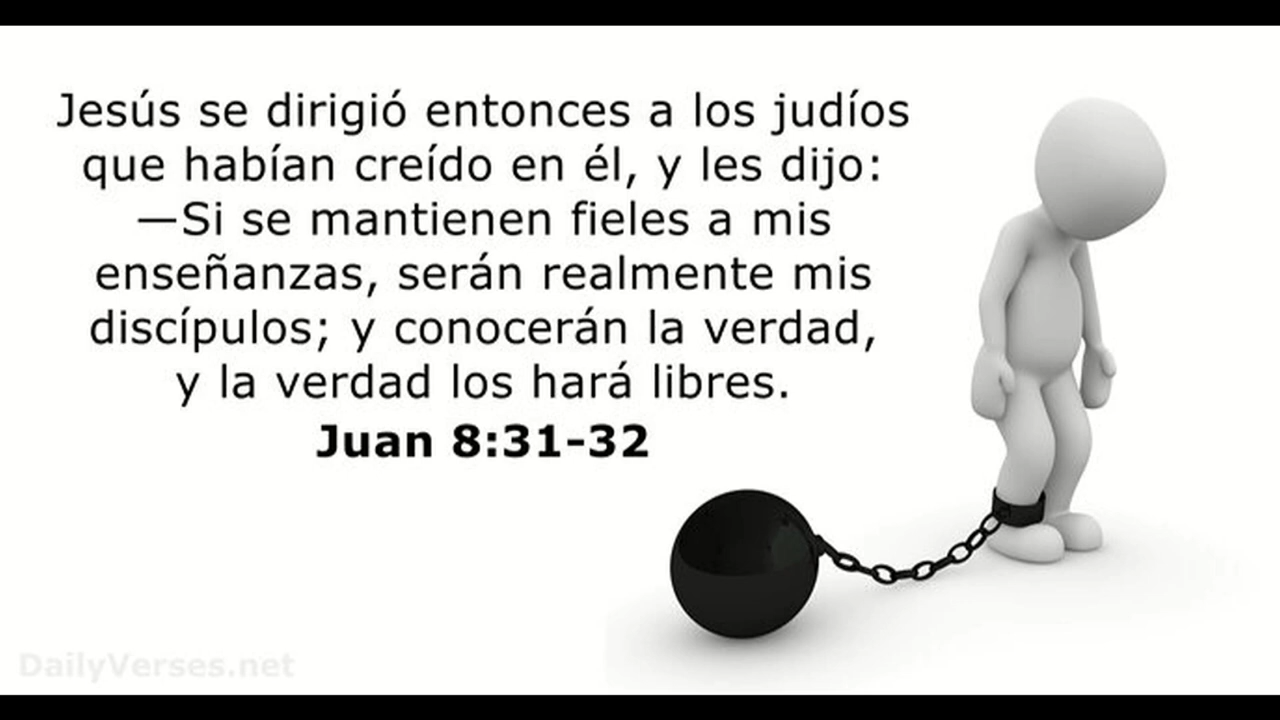 Jesús se dirigió entonces a los judíos
que habían creído en él, y les dijo:
—Si se mantienen fieles a mis
enseñanzas, serán realmente mis
discípulos; y conocerán la verdad,
y la verdad los hará libres.
Juan 8:31-32
DailyVerses.net